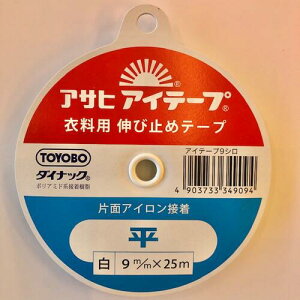 アサヒ アイテープ®
衣料用 伸び止めテープ
TOYOBO
ダイナック®
ポリアミド系接着樹脂
アイテープ9シロ
4 903733 349094
片面アイロン接着
平
白 9 m/m × 25m